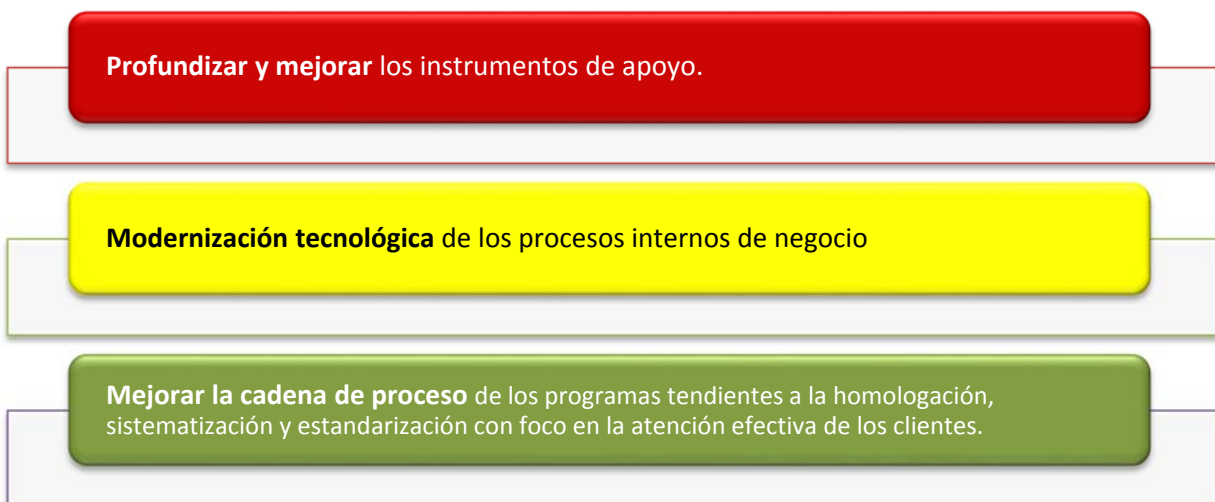 Profundizar y mejorar los instrumentos de apoyo.
Modernización tecnológica de los procesos internos de negocio
Mejorar la cadena de proceso de los programas tendientes a la homologación,
sistematización y estandarización con foco en la atención efectiva de los clientes.